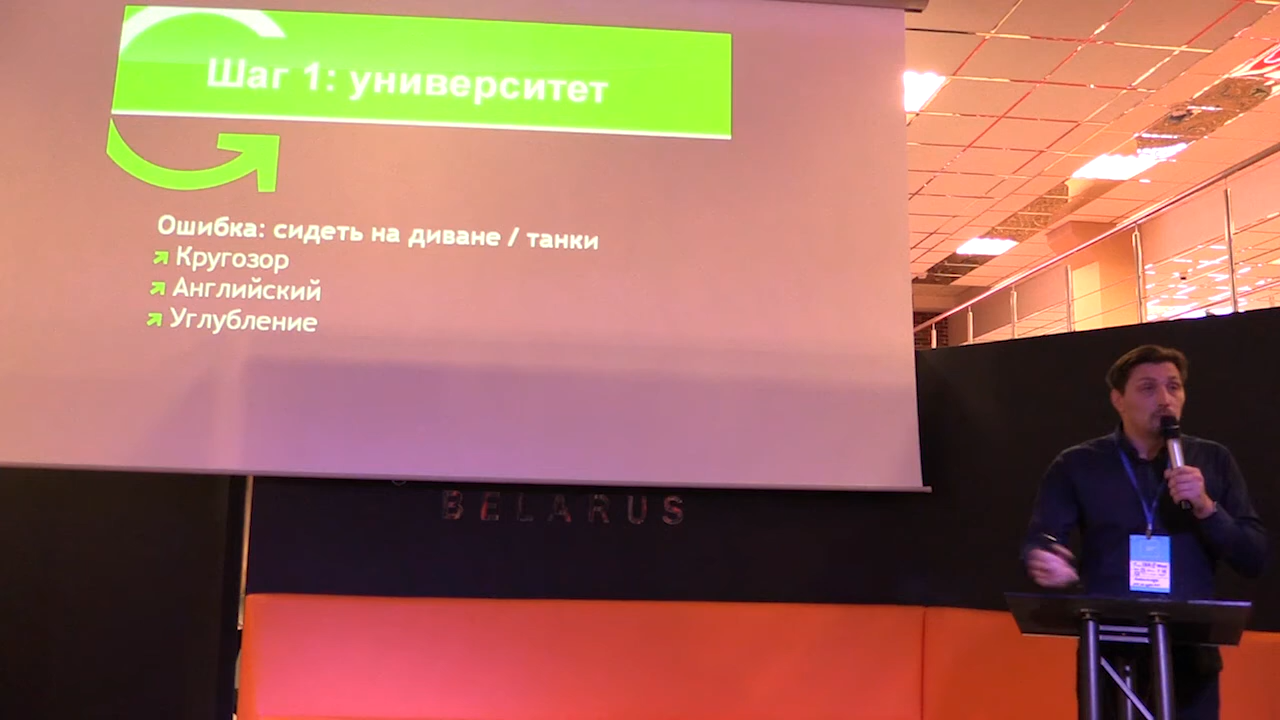 Шаг 1: университет
Ошибка: сидеть на диване / танки
Кругозор
Английский
Углубление
BELARUS